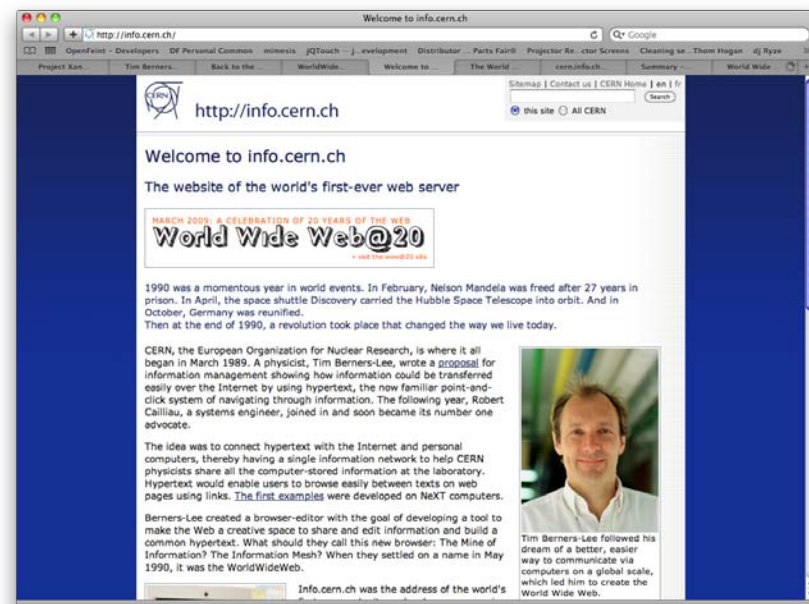 Welcome to info.cern.ch
http://info.cern.ch/
Google
OpenFeint – Developers DF Personal Common mimesis jQTouch — j...evelopment Distributor ... Parts Fair® Projector Re...ctor Screens Cleaning se...Thom Hogan dj Ryze
Project Xan... Tim Berners... Back to the ... WorldWide... Welcome to ... The World ... cern.info.ch... Summary –... World Wide ...
Sitemap | Contact us | CERN Home | en | fr
Search
this site All CERN
CERN
http://info.cern.ch
Welcome to info.cern.ch
The website of the world's first-ever web server
MARCH 2009: A CELEBRATION OF 20 YEARS OF THE WEB
World Wide Web@20
» visit the www@20 site
1990 was a momentous year in world events. In February, Nelson Mandela was freed after 27 years in
prison. In April, the space shuttle Discovery carried the Hubble Space Telescope into orbit. And in
October, Germany was reunified.
Then at the end of 1990, a revolution took place that changed the way we live today.
CERN, the European Organization for Nuclear Research, is where it all
began in March 1989. A physicist, Tim Berners-Lee, wrote a proposal for
information management showing how information could be transferred
easily over the Internet by using hypertext, the now familiar point-and-
click system of navigating through information. The following year, Robert
Cailliau, a systems engineer, joined in and soon became its number one
advocate.
The idea was to connect hypertext with the Internet and personal
computers, thereby having a single information network to help CERN
physicists share all the computer-stored information at the laboratory.
Hypertext would enable users to browse easily between texts on web
pages using links. The first examples were developed on NeXT computers.
Berners-Lee created a browser-editor with the goal of developing a tool to
make the Web a creative space to share and edit information and build a
common hypertext. What should they call this new browser: The Mine of
Information? The Information Mesh? When they settled on a name in May
1990, it was the WorldWideWeb.
Tim Berners-Lee followed his
dream of a better, easier
way to communicate via
computers on a global scale,
which led him to create the
World Wide Web.
Info.cern.ch was the address of the world's